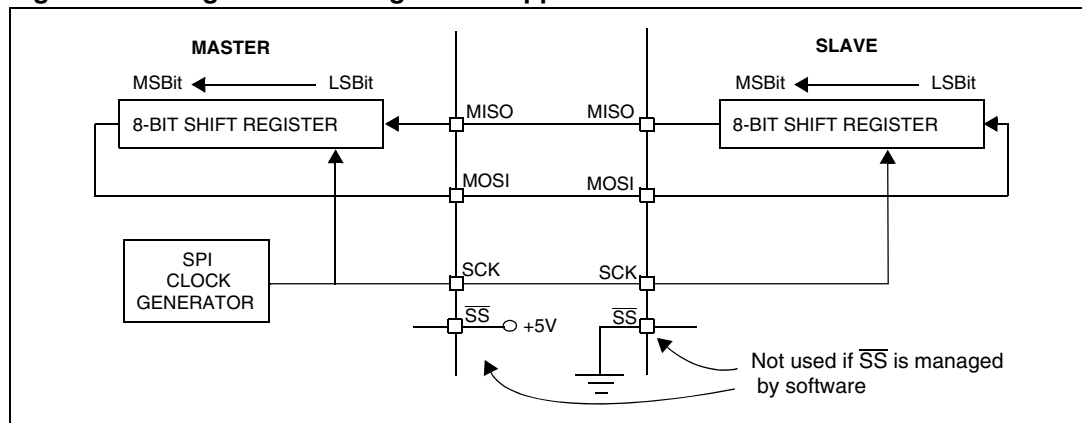 MASTER
SLAVE
MSBit
LSBit
MSBit
LSBit
8-BIT SHIFT REGISTER
MISO
MISO
8-BIT SHIFT REGISTER
MOSI
MOSI
SPI
CLOCK
GENERATOR
SCK
SCK
SS
+5V
SS
Not used if SS is managed
by software